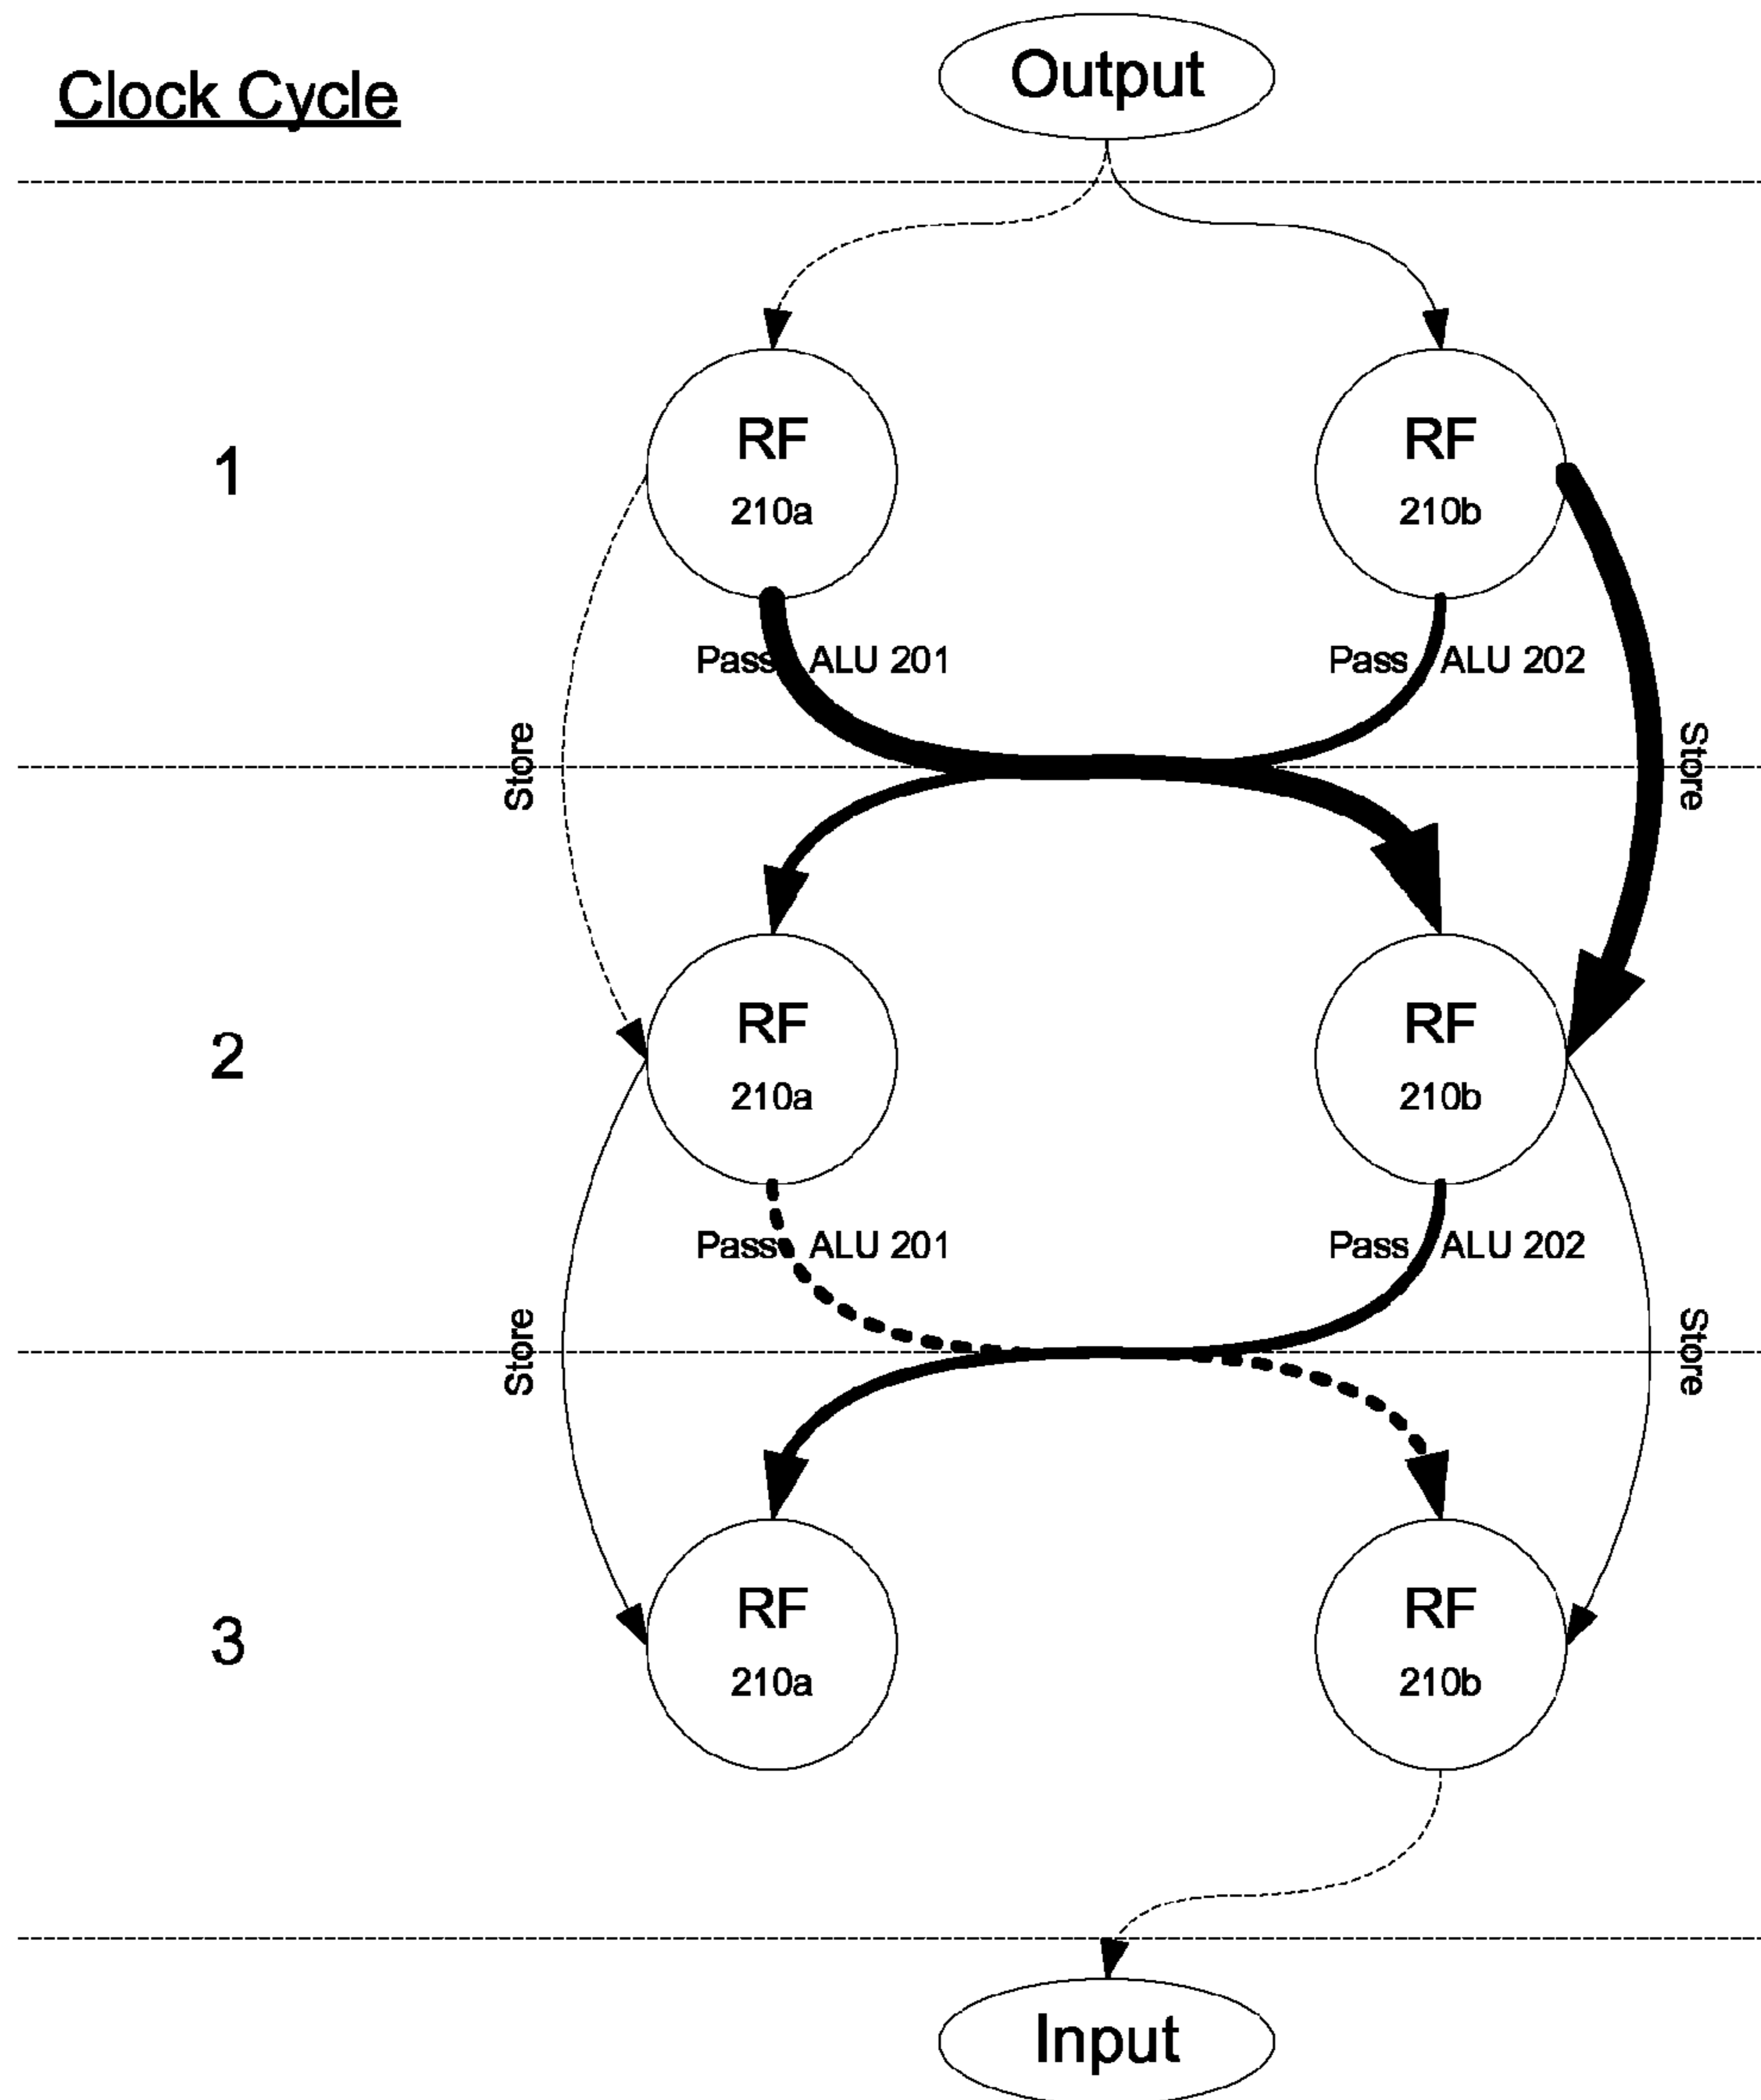 Output
Clock Cycle
1
RF
210a
RF
210b
Pass ALU 201
Pass ALU 202
Store
Store
2
RF
210a
RF
210b
Pass ALU 201
Pass ALU 202
Store
Store
3
RF
210a
RF
210b
Input